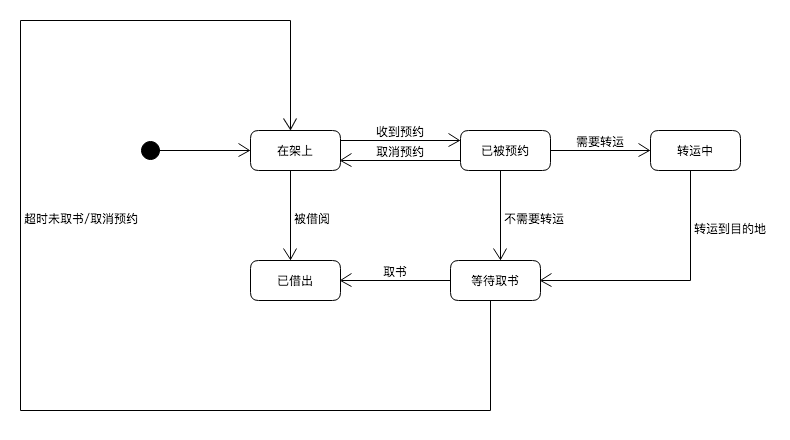 收到预约
在架上
取消预约
已被预约
需要转运
转运中
超时未取书/取消预约
被借阅
不需要转运
转运到目的地
已借出
取书
等待取书